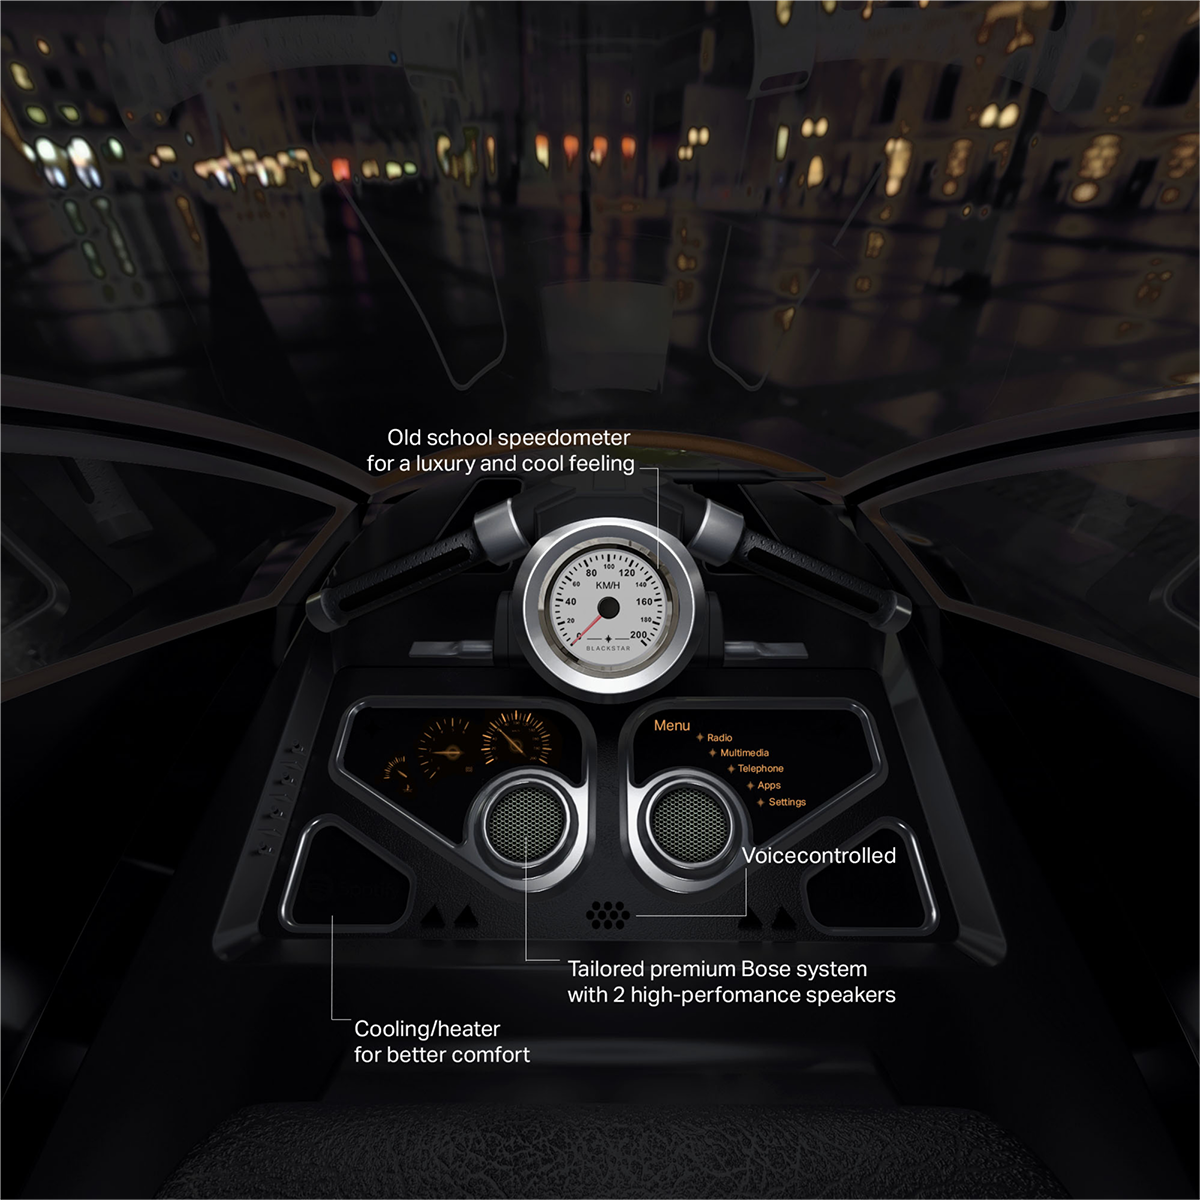 Old school speedometer
for a luxury and cool feeling
100
80 120
60 140
KM/H
40 160
20 180
0 200
BLACKSTAR
Menu
Radio
Multimedia
Telephone
Apps
Settings
Voicecontrolled
Tailored premium Bose system
with 2 high-perfomance speakers
Cooling/heater
for better comfort